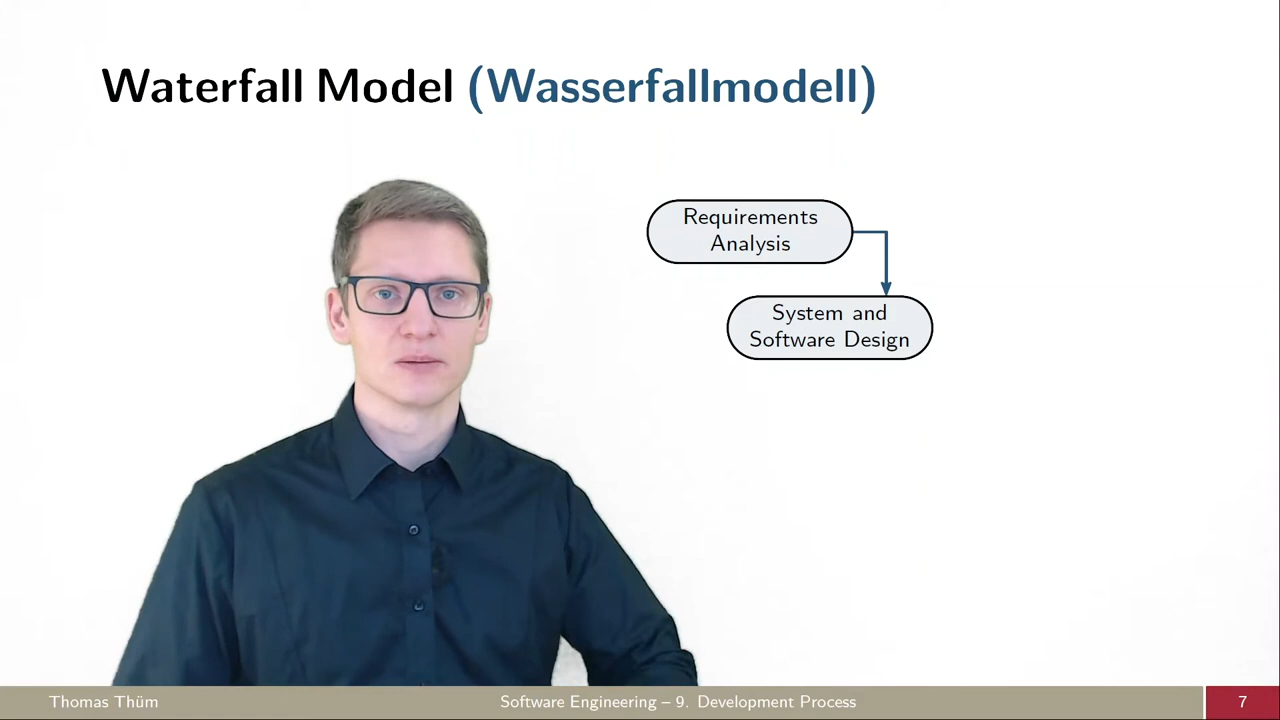 Waterfall Model (Wasserfallmodell)
Requirements
Analysis
System and
Software Design
Thomas Thüm
Software Engineering – 9. Development Process
7